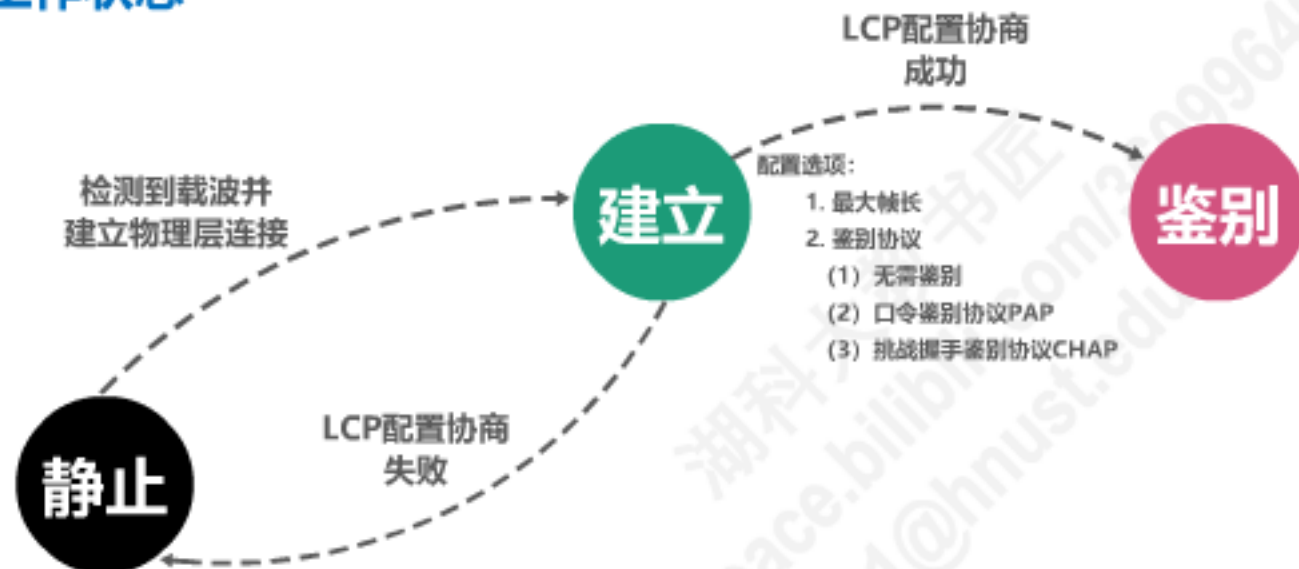 工作状态
LCP配置协商
成功
检测到载波并
建立物理层连接
建立
配置选项：
1. 最大帧长
2. 鉴别协议
（1）无需鉴别
（2）口令鉴别协议PAP
（3）挑战握手鉴别协议CHAP
鉴别
LCP配置协商
失败
静止